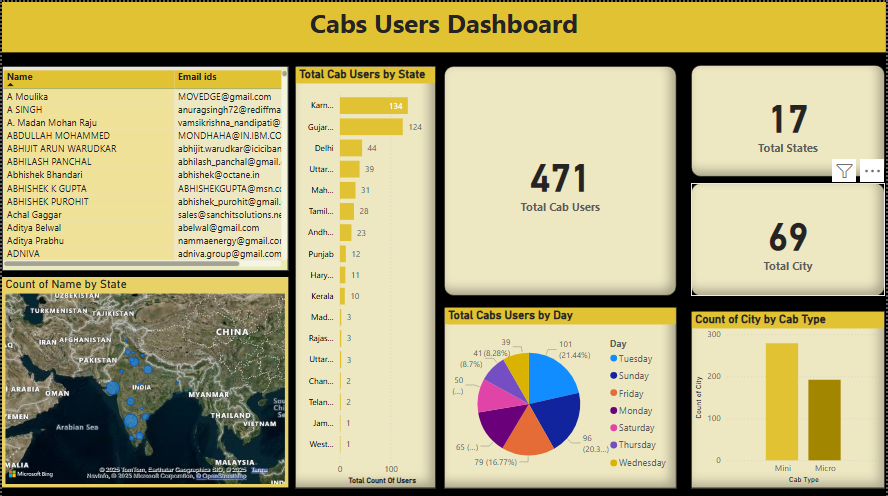 Cabs Users Dashboard
Name Email ids
A Moulika MOVEDGE@gmail.com
A SINGH anuragsingh72@rediffma
A. Madan Mohan Raju vamsikrishna_nandipati@
ABDULLAH MOHAMMED MONDHAHA@IN.IBM.CO
ABHIJIT ARUN WARUDKAR abhijit.warudkar@iciciban
ABHILASH PANCHAL abhilash_panchal@gmail.
Abhishek Bhandari abhishek@octane.in
ABHISHEK K GUPTA ABHISHEKGUPTA@msn.c
ABHISHEK PUROHIT abhishek_purohit@gmail.
Achal Gaggar sales@sanchitsolutions.ne
Aditya Belwal abelwal@gmail.com
Aditya Prabhu nammaenergy@gmail.co
ADNIVA adniva.group@gmail.com
Count of Name by State
UZBEKISTAN
TURKMENISTAN TAJIKISTAN
CHINA
IRAN AFGHANISTAN
PAKISTAN
INDIA
OMAN
MYANMAR
THAILAND
VIETNAM
Arabian Sea
MALAYSIA
Microsoft Bing
© 2025 TomTom, Earthstar Geographics SIO, © 2025 Terra
NavInfo, © 2025 Microsoft Corporation, © OpenStreetMap
Total Cab Users by State
Karn... 134
Gujar... 124
Delhi 44
Uttar... 39
Mah... 31
Tamil... 28
Andh... 23
Punjab 12
Hary... 11
Kerala 10
Mad... 3
Rajas... 3
Uttar... 3
Chan... 2
Telan... 2
Jam... 1
West... 1
0 100
Total Count Of Users
471
Total Cab Users
17
Total States
69
Total City
Total Cabs Users by Day
101
(21.44%)
96
(20.3...)
79 (16.77%)
65 (...)
50
(...)
41
(8.7%)
39
(8.28%)
Day
Tuesday
Sunday
Friday
Monday
Saturday
Thursday
Wednesday
Count of City by Cab Type
Count of City
300
200
100
0
Mini Micro
Cab Type